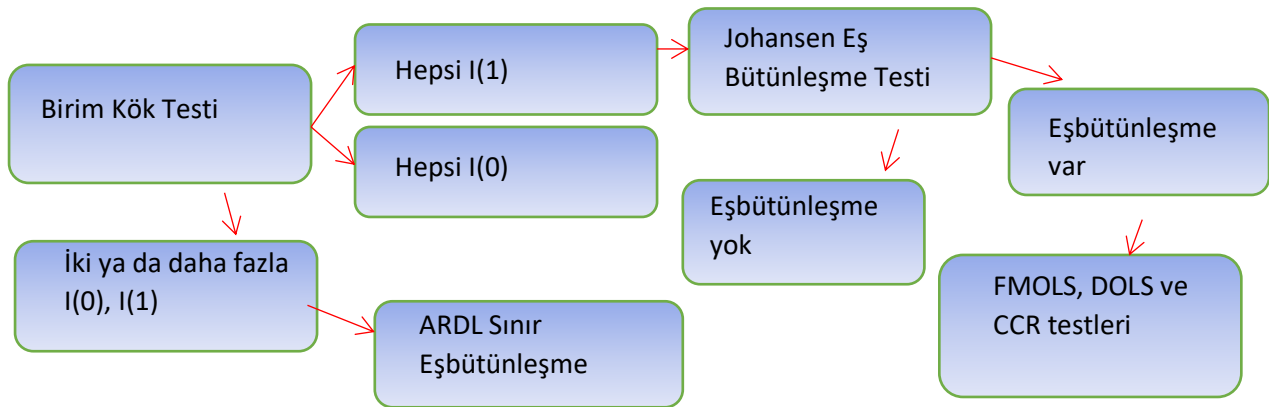 Birim Kök Testi
Hepsi I(1)
Hepsi I(0)
Johansen Eş
Bütünleşme Testi
Eşbütünleşme
var
Eşbütünleşme
yok
İki ya da daha fazla
I(0), I(1)
ARDL Sınır
Eşbütünleşme
FMOLS, DOLS ve
CCR testleri